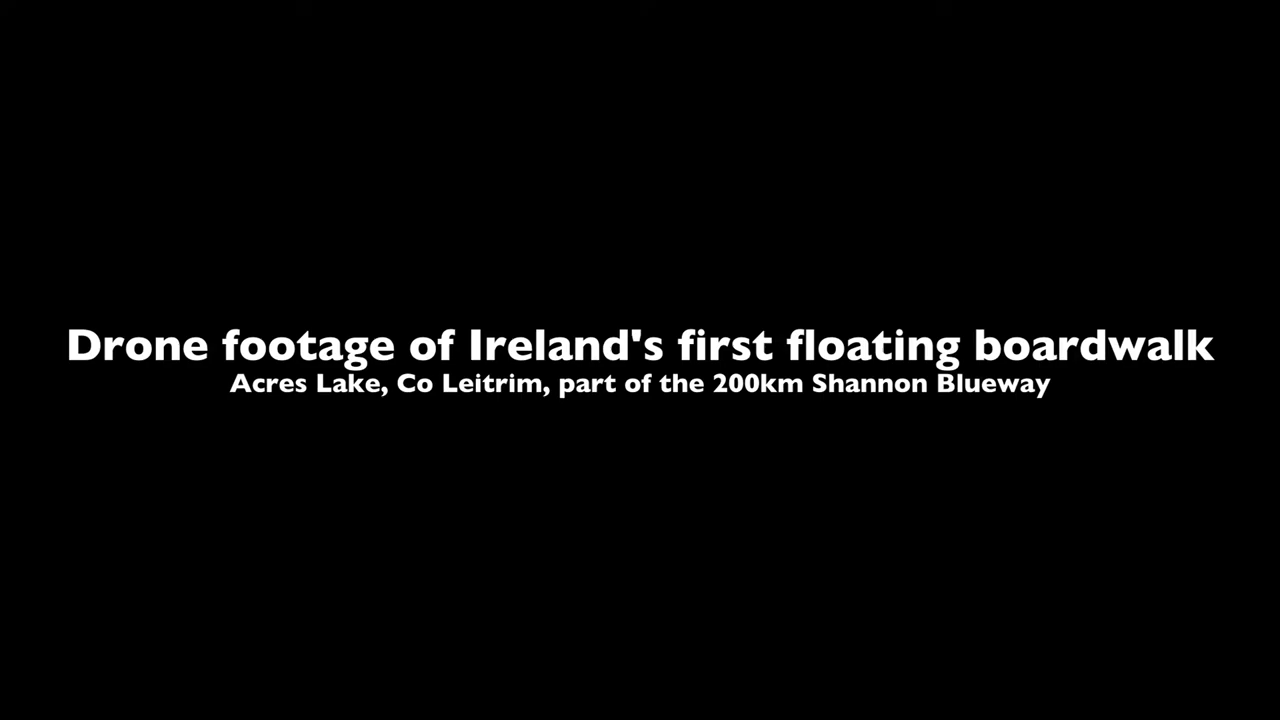 Drone footage of Ireland's first floating boardwalk
Acres Lake, Co Leitrim, part of the 200km Shannon Blueway